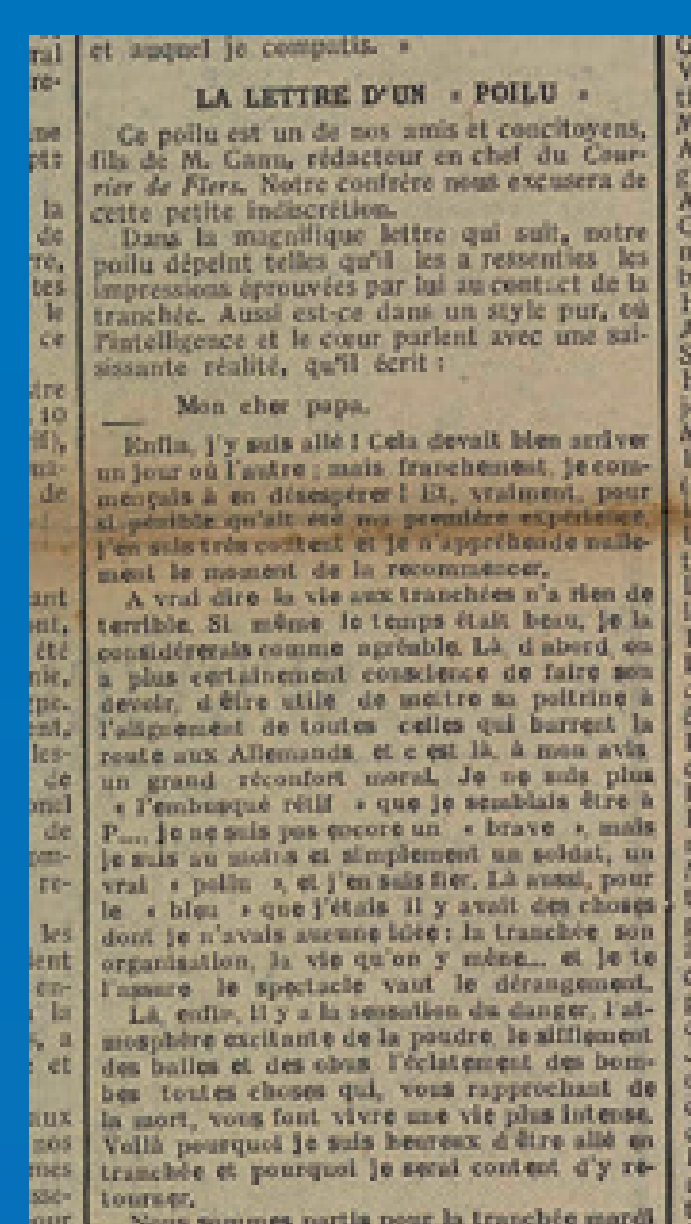 et auquel je compatis. »
LA LETTRE D'UN « POILU »
Ce poilu est un de nos amis et concitoyens,
fils de M. Canu, rédacteur en chef du Cour-
rier de Flers. Notre confrère nous excusera de
cette petite indiscrétion.
Dans la magnifique lettre qui suit, notre
poilu dépeint telles qu'il les a ressenties les
impressions éprouvées par lui au contact de la
tranchée. Aussi est-ce dans un style pur, où
l'intelligence et le cœur parlent avec une sai-
sissante réalité, qu'il écrit :
Mon cher papa.
Enfin, j'y suis allé ! Cela devait bien arriver
un jour où l'autre ; mais franchement, je com-
mençais à en désespérer ! Et, vraiment, pour
si pénible qu'ait été ma première expérience,
j'en suis très content et je n'appréhende nulle-
ment le moment de la recommencer.
A vrai dire la vie aux tranchées n'a rien de
terrible. Si même le temps était beau, je la
considérerais comme agréable. Là, d'abord, on
a plus certainement conscience de faire son
devoir, d'être utile de mettre sa poitrine à
l'alignement de toutes celles qui barrent la
route aux Allemands et c'est là, à mon avis
un grand réconfort moral. Je ne suis plus
« l'embusqué rétif » que je semblais être à
P..., je ne suis pas encore un « brave », mais
je suis au moins et simplement un soldat, un
vrai « poilu », et j'en suis fier. Là aussi, pour
le « bleu » que j'étais il y avait des choses
dont je n'avais aucune idée : la tranchée son
organisation, la vie qu'on y mène... et je te
l'assure le spectacle vaut le dérangement.
Là, enfin, il y a la sensation du danger, l'at-
mosphère excitante de la poudre, le sifflement
des balles et des obus l'éclatement des bom-
bes toutes choses qui, vous rapprochant de
la mort, vous font vivre une vie plus intense.
Voilà pourquoi je suis heureux d'être allé en
tranchée et pourquoi je serai content d'y re-
tourner.
Nous sommes partis pour la tranchée mardi